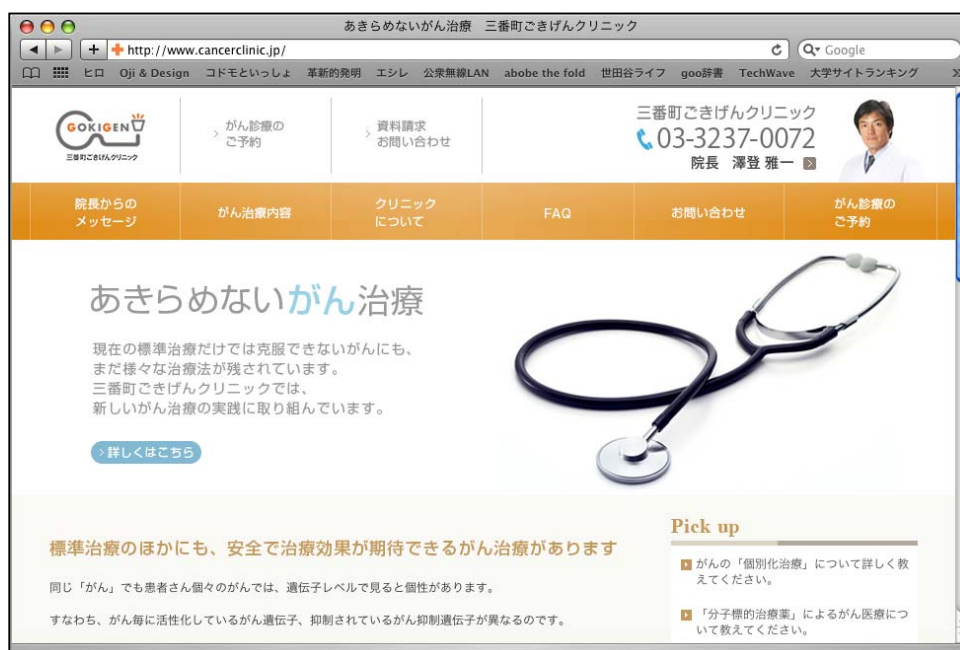 あきらめないがん治療　三番町ごきげんクリニック
http://www.cancerclinic.jp/
Google
ヒロ　Oji & Design　コドモといっしょ　革新的発明　エシレ　公衆無線LAN　abobe the fold　世田谷ライフ　goo辞書　TechWave　大学サイトランキング
GOKIGEN
三番町ごきげんクリニック
がん診療の
ご予約
資料請求
お問い合わせ
三番町ごきげんクリニック
03-3237-0072
院長　澤登 雅一
院長からの
メッセージ
がん治療内容
クリニック
について
FAQ
お問い合わせ
がん診療の
ご予約
あきらめないがん治療
現在の標準治療だけでは克服できないがんにも、
まだ様々な治療法が残されています。
三番町ごきげんクリニックでは、
新しいがん治療の実践に取り組んでいます。
詳しくはこちら
標準治療のほかにも、安全で治療効果が期待できるがん治療があります
同じ「がん」でも患者さん個々のがんでは、遺伝子レベルで見ると個性があります。
すなわち、がん毎に活性化しているがん遺伝子、抑制されているがん抑制遺伝子が異なるのです。
Pick up
がんの「個別化治療」について詳しく教
えてください。
「分子標的治療薬」によるがん医療につ
いて教えてください。